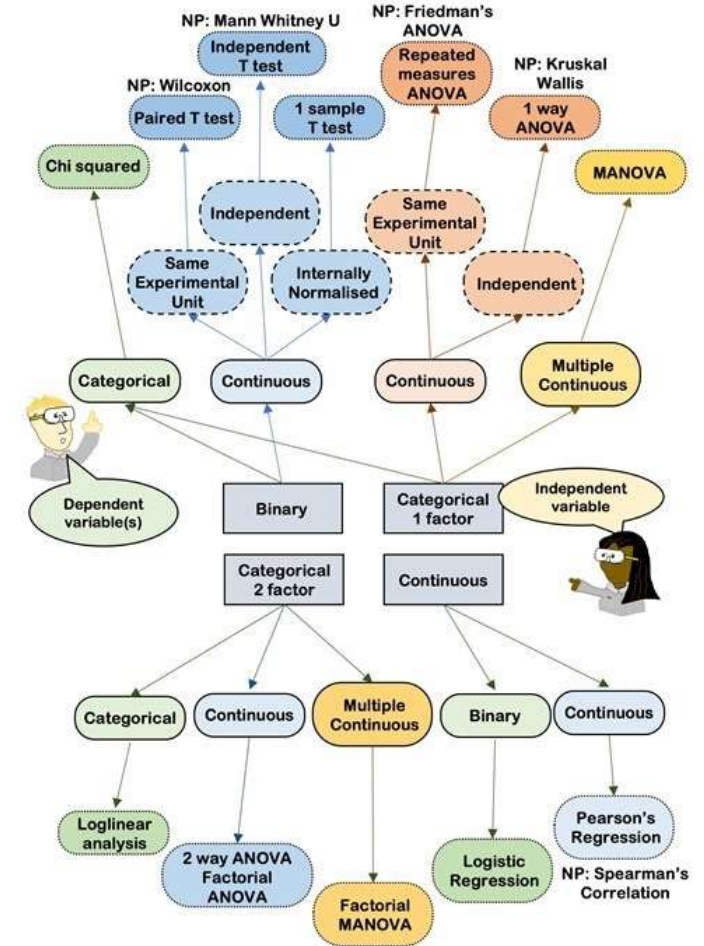 NP: Mann Whitney U
Independent
T test
NP: Friedman's
ANOVA
Repeated
measures
ANOVA
NP: Wilcoxon
Paired T test
1 sample
T test
NP: Kruskal
Wallis
1 way
ANOVA
Chi squared
MANOVA
Independent
Same
Experimental
Unit
Same
Experimental
Unit
Internally
Normalised
Independent
Categorical
Continuous
Continuous
Multiple
Continuous
Dependent
variable(s)
Binary
Categorical
1 factor
Independent
variable
Categorical
2 factor
Continuous
Categorical
Continuous
Multiple
Continuous
Binary
Continuous
Loglinear
analysis
2 way ANOVA
Factorial
ANOVA
Factorial
MANOVA
Logistic
Regression
Pearson's
Regression
NP: Spearman's
Correlation